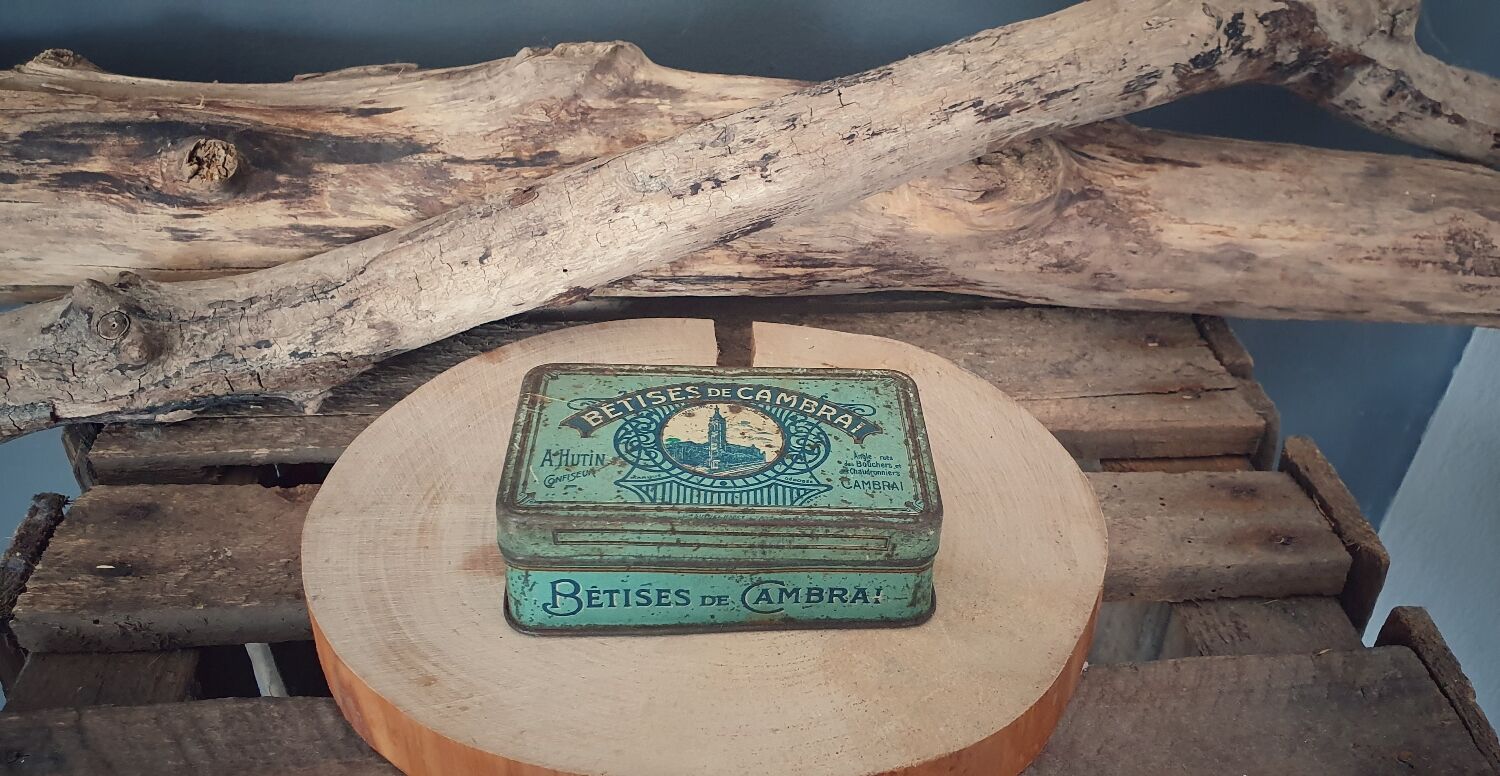 BÊTISES DE CAMBRAI
A. HUTIN
CONFISEUR
Angle rues
des Bouchers et
des Chaudronniers
CAMBRAI
BÊTISES DE CAMBRAI